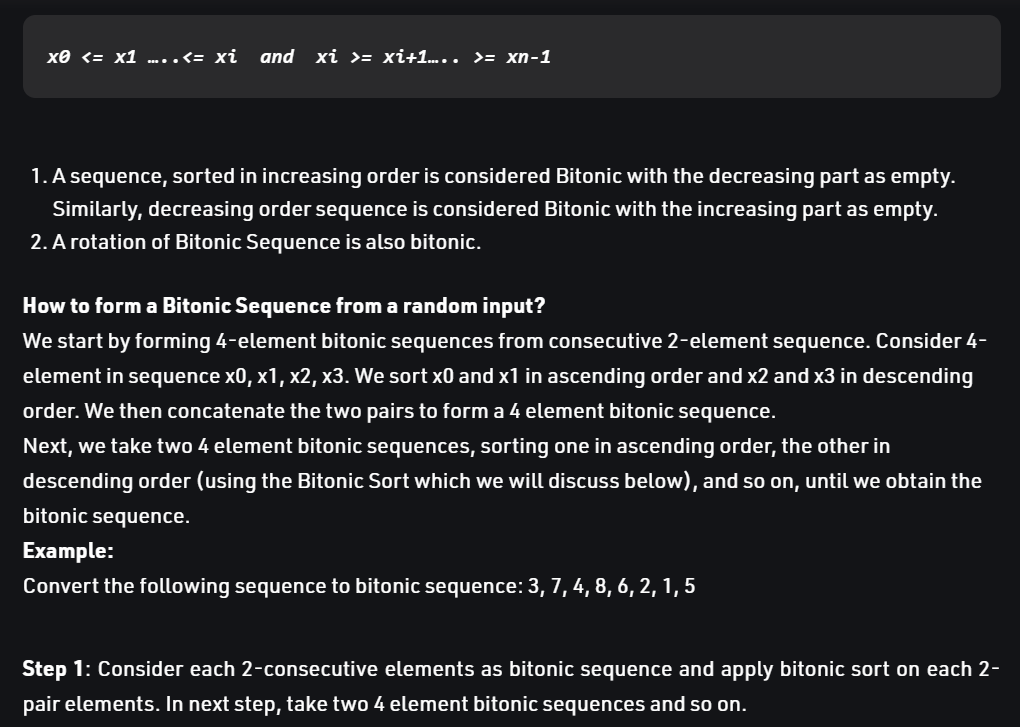 x0 <= x1 …..<= xi  and  xi >= xi+1….. >= xn-1
1. A sequence, sorted in increasing order is considered Bitonic with the decreasing part as empty.
Similarly, decreasing order sequence is considered Bitonic with the increasing part as empty.
2. A rotation of Bitonic Sequence is also bitonic.
How to form a Bitonic Sequence from a random input?
We start by forming 4-element bitonic sequences from consecutive 2-element sequence. Consider 4-
element in sequence x0, x1, x2, x3. We sort x0 and x1 in ascending order and x2 and x3 in descending
order. We then concatenate the two pairs to form a 4 element bitonic sequence.
Next, we take two 4 element bitonic sequences, sorting one in ascending order, the other in
descending order (using the Bitonic Sort which we will discuss below), and so on, until we obtain the
bitonic sequence.
Example:
Convert the following sequence to bitonic sequence: 3, 7, 4, 8, 6, 2, 1, 5
Step 1: Consider each 2-consecutive elements as bitonic sequence and apply bitonic sort on each 2-
pair elements. In next step, take two 4 element bitonic sequences and so on.